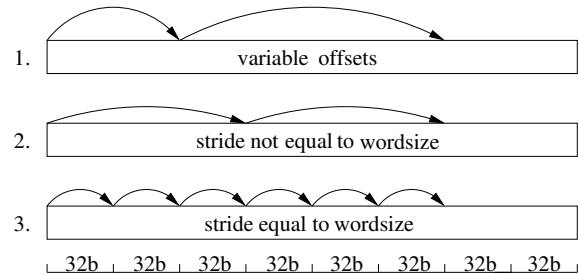 1. variable offsets
2. stride not equal to wordsize
3. stride equal to wordsize
32b 32b 32b 32b 32b 32b 32b 32b